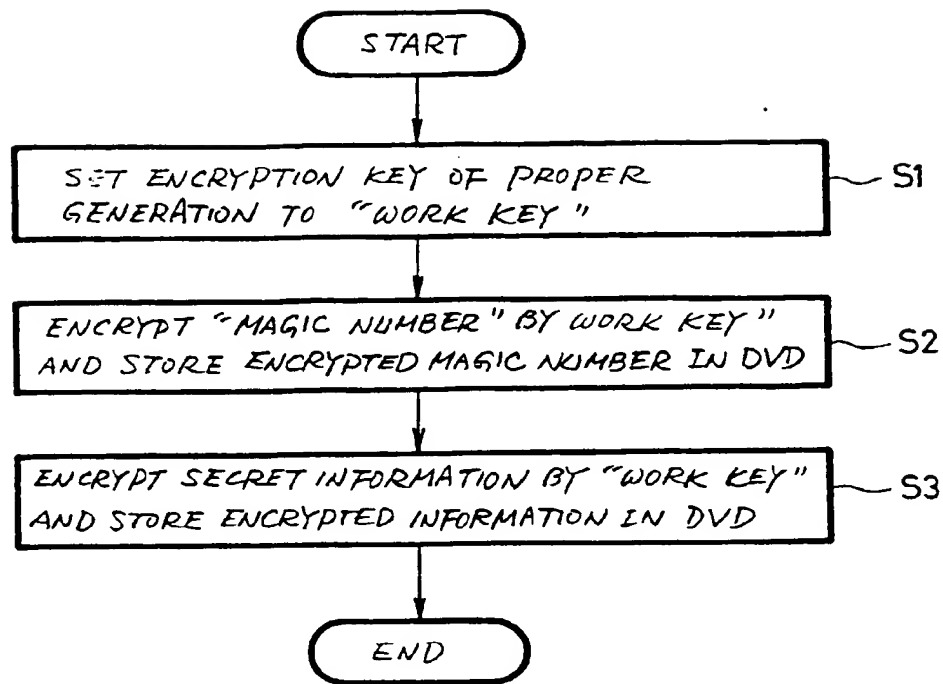 START
SET ENCRYPTION KEY OF PROPER
GENERATION TO "WORK KEY"
S1
ENCRYPT "MAGIC NUMBER" BY WORK KEY"
AND STORE ENCRYPTED MAGIC NUMBER IN DVD
S2
ENCRYPT SECRET INFORMATION BY "WORK KEY"
AND STORE ENCRYPTED INFORMATION IN DVD
S3
END